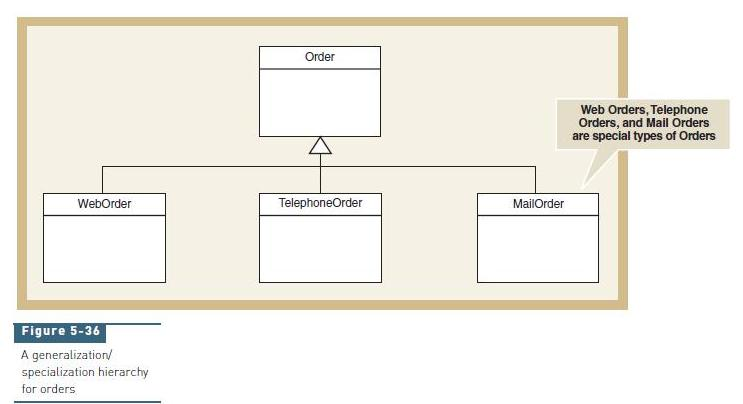 Order
Web Orders, Telephone
Orders, and Mail Orders
are special types of Orders
WebOrder
TelephoneOrder
MailOrder
Figure 5-36
A generalization/
specialization hierarchy
for orders